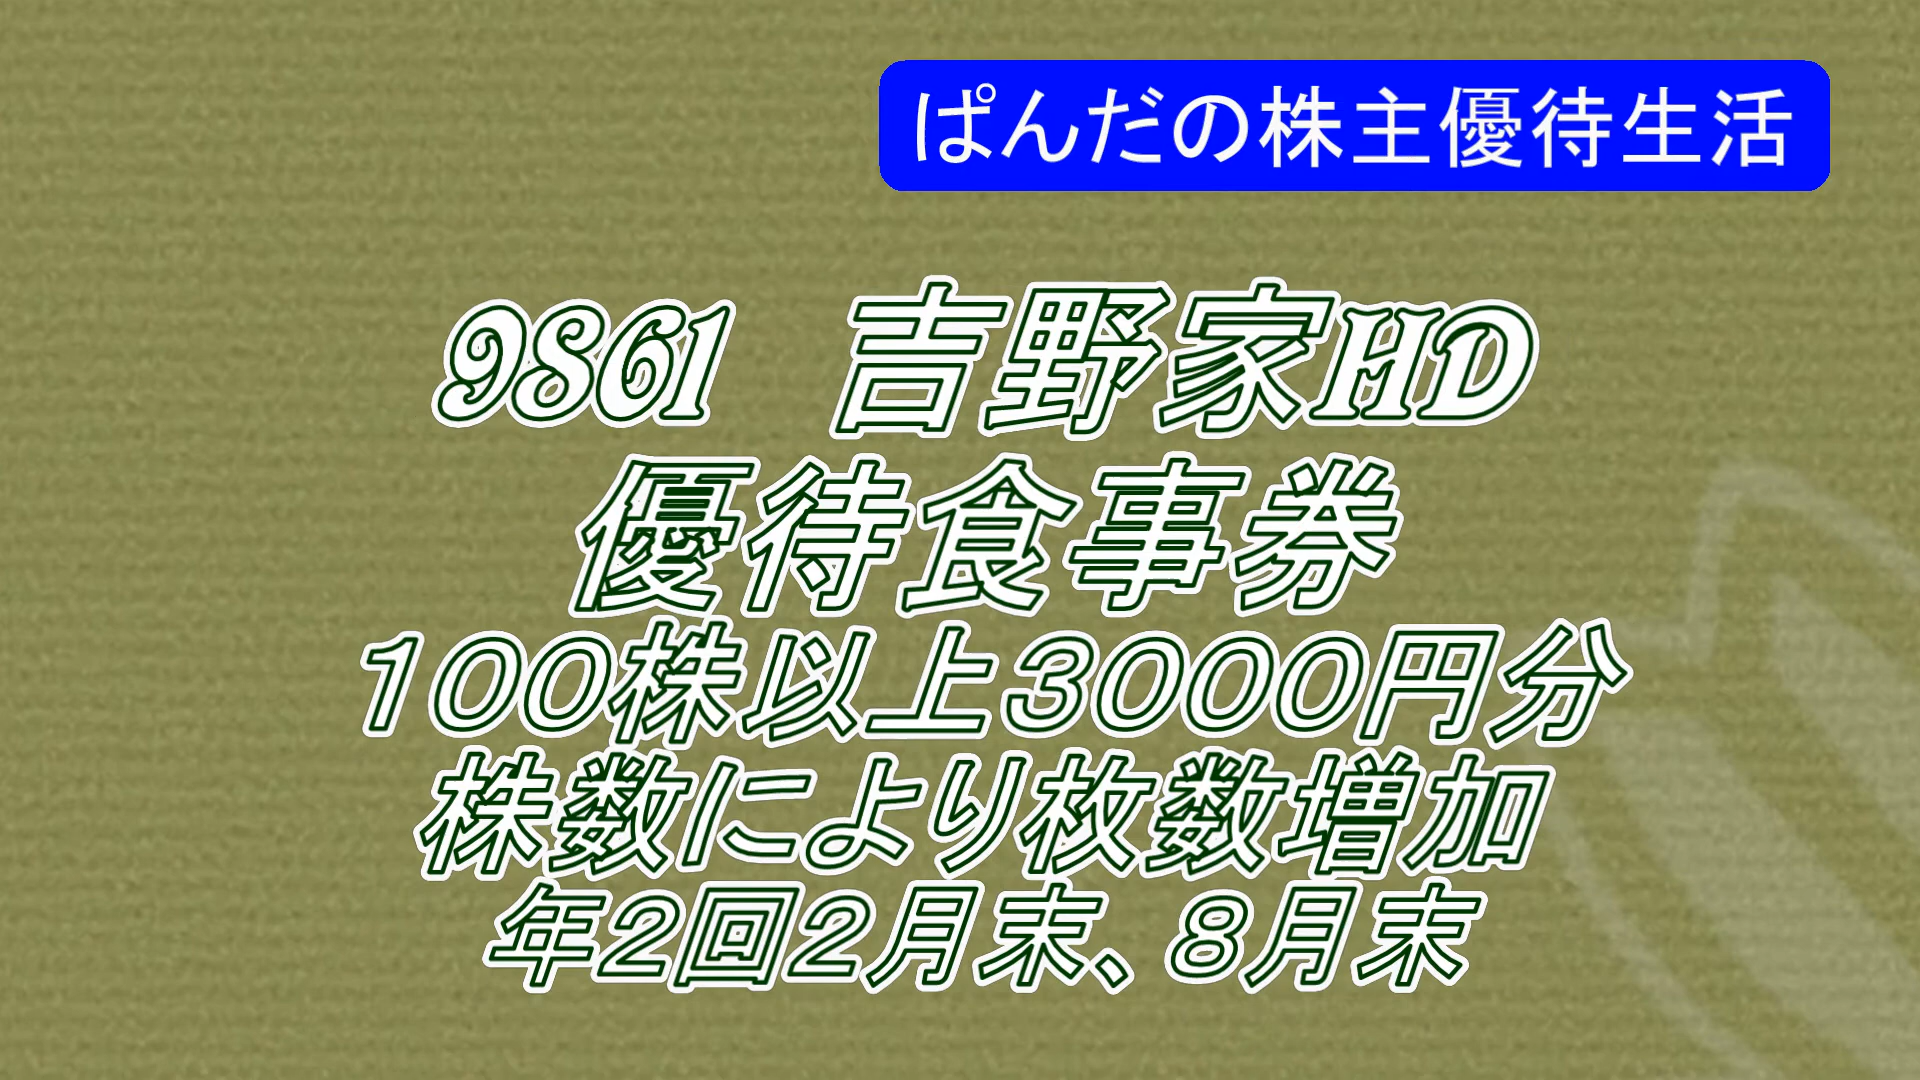 ぱんだの株主優待生活
9861　吉野家HD
優待食事券
１００株以上３０００円分
株数により枚数増加
年２回２月末、８月末